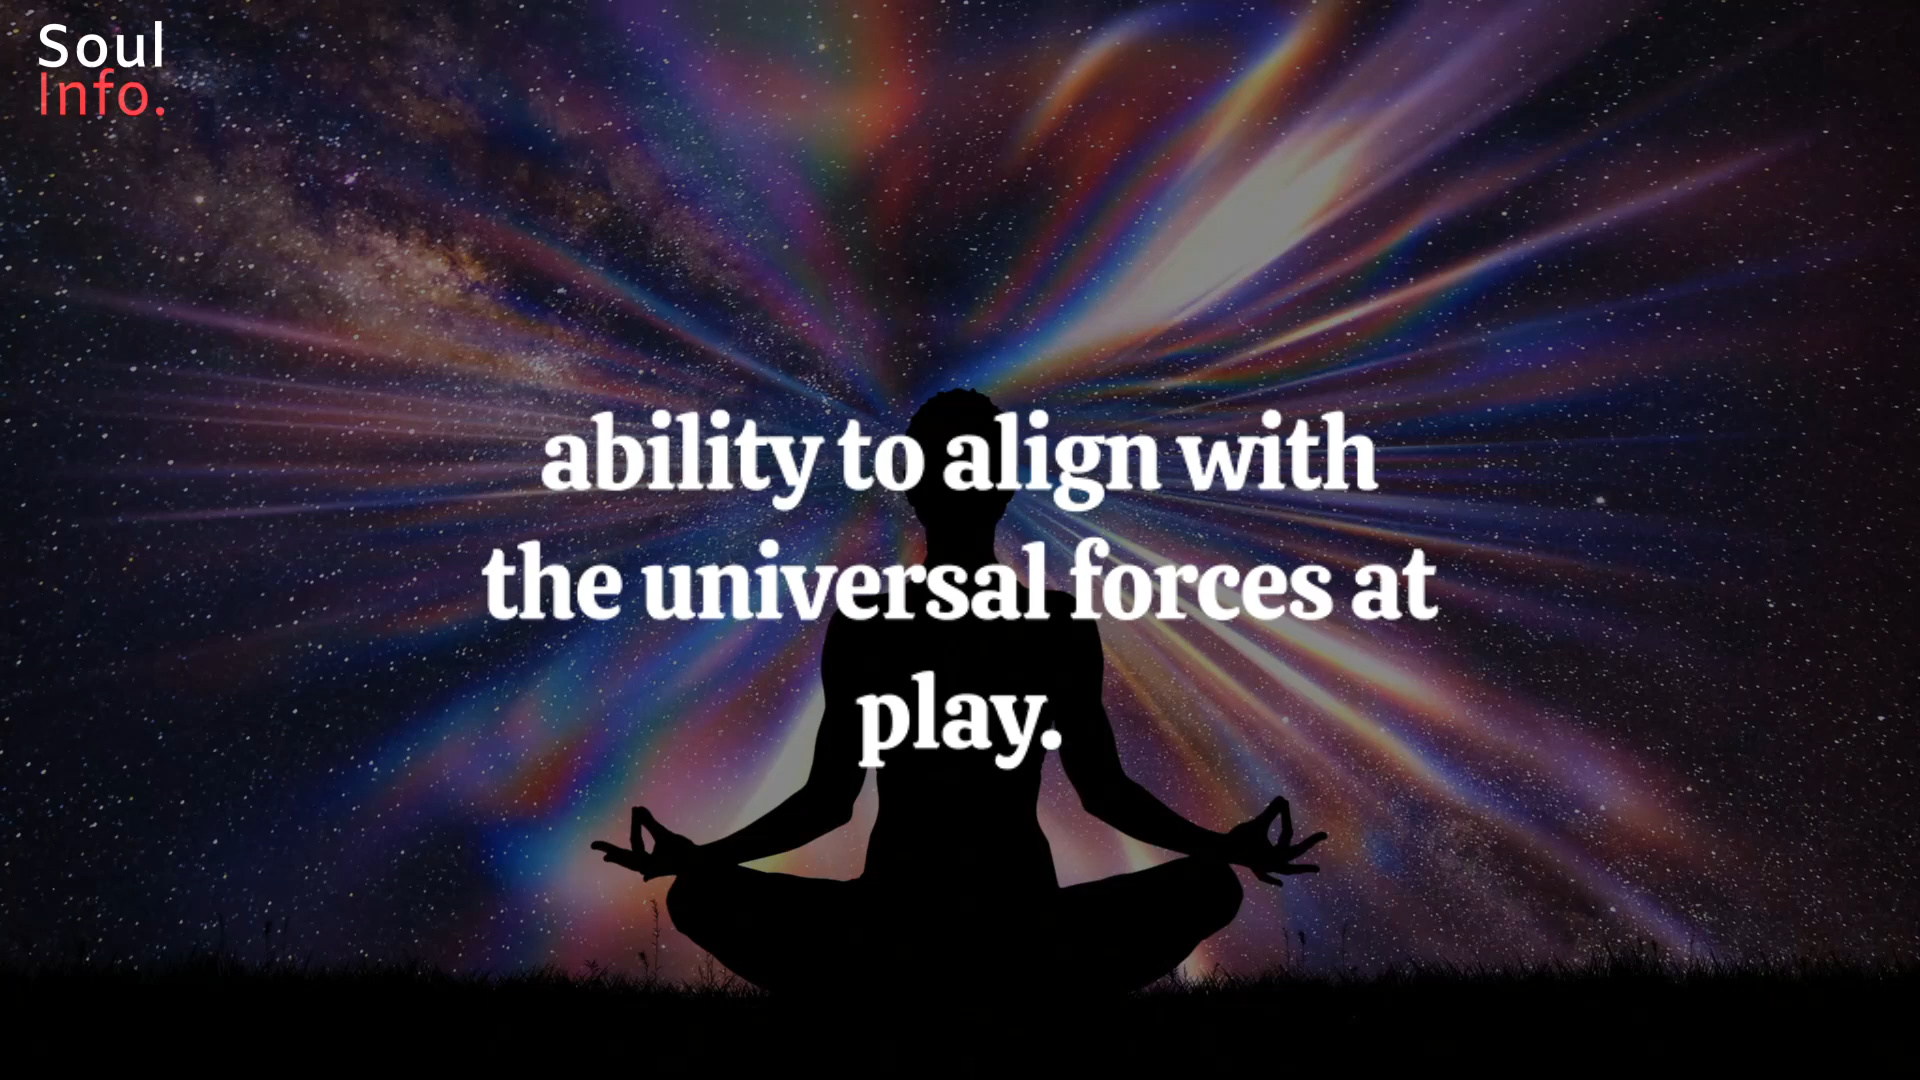 Soul
Info.
ability to align with
the universal forces at
play.